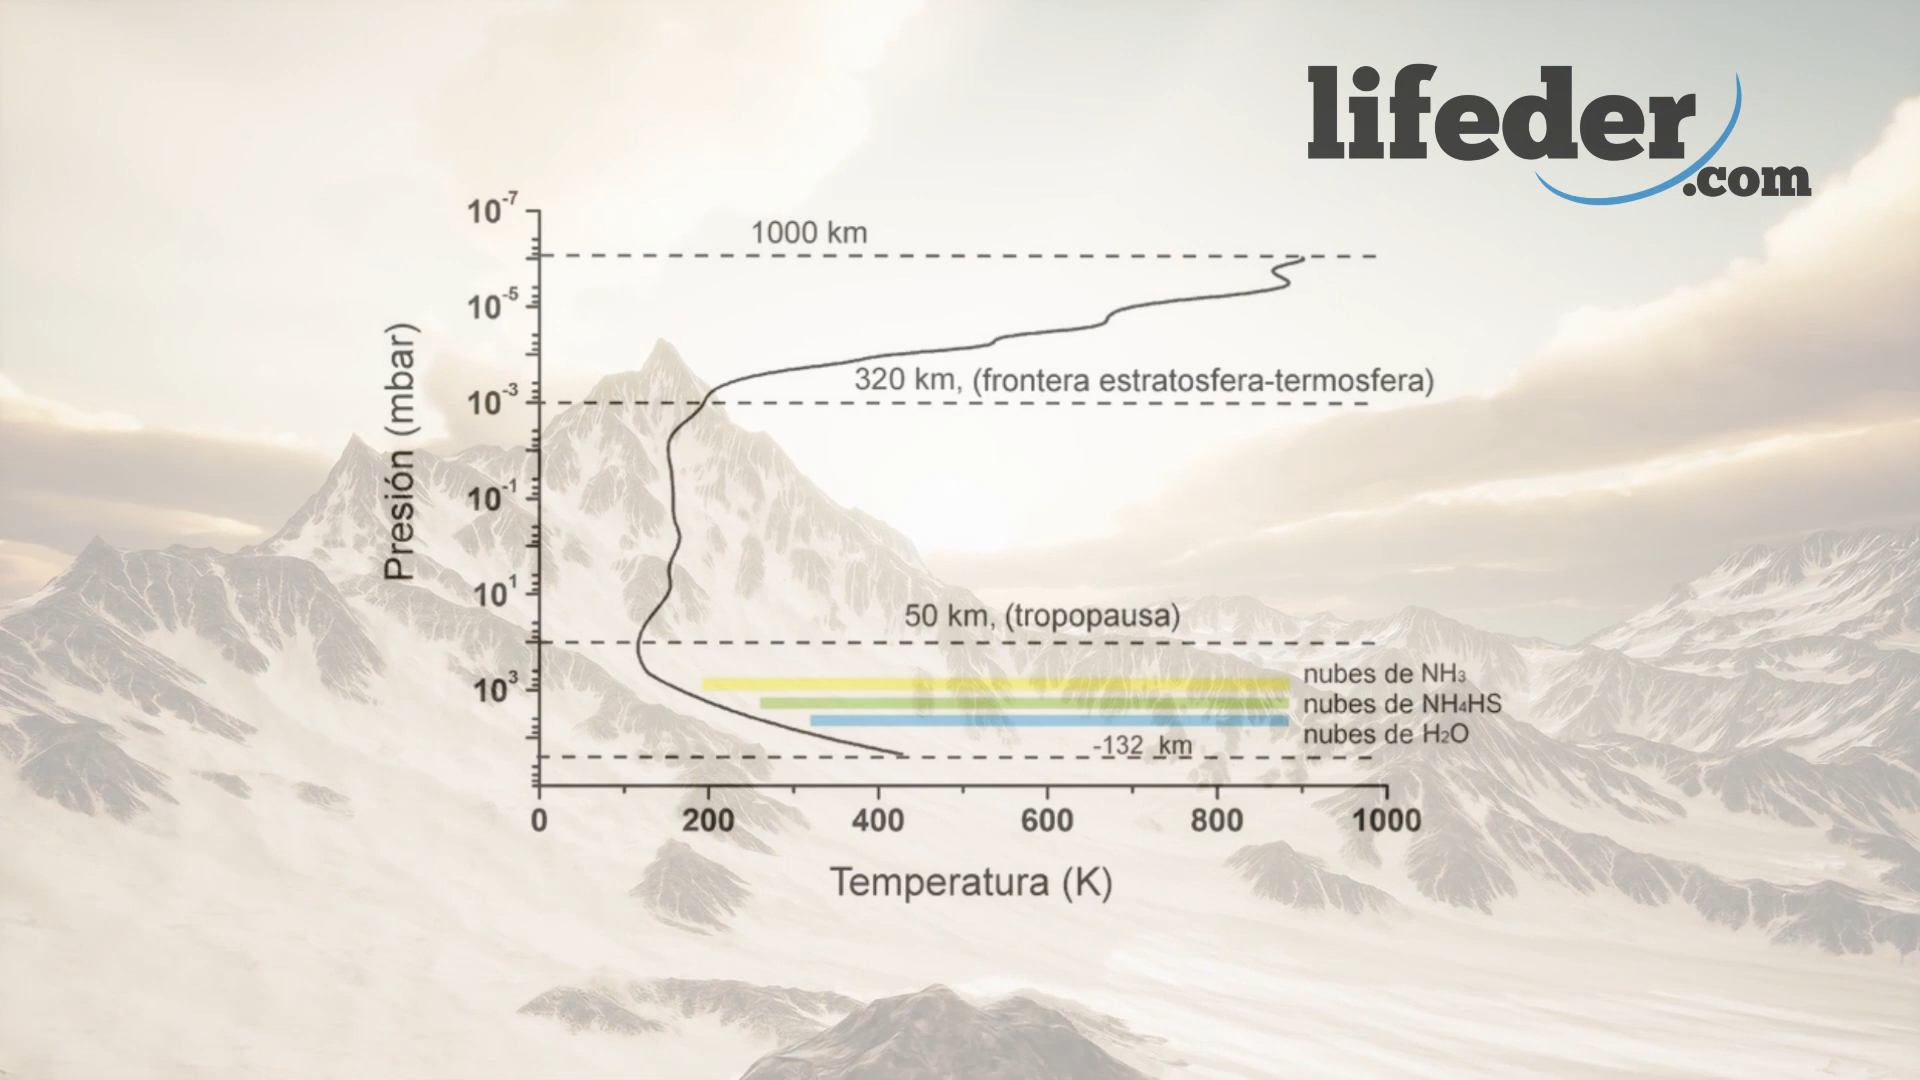 lifeder
.com
10-7
1000 km
10-5
320 km, (frontera estratosfera-termosfera)
10-3
Presión (mbar)
10-1
101
50 km, (tropopausa)
nubes de NH3
103
nubes de NH4HS
nubes de H2O
-132 km
0 200 400 600 800 1000
Temperatura (K)